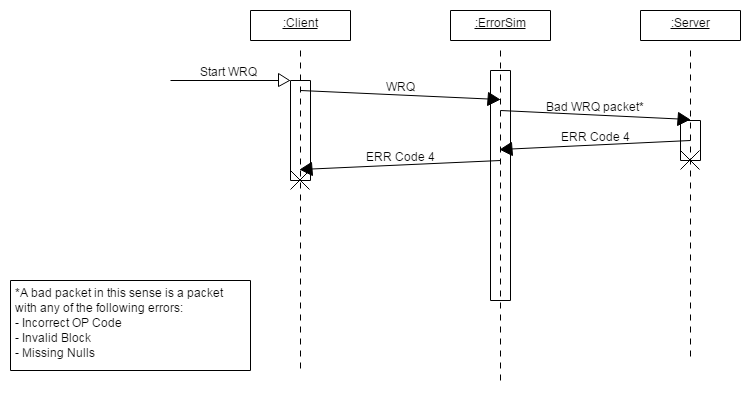 :Client
:ErrorSim
:Server
Start WRQ
WRQ
Bad WRQ packet*
ERR Code 4
ERR Code 4
*A bad packet in this sense is a packet
with any of the following errors:
- Incorrect OP Code
- Invalid Block
- Missing Nulls